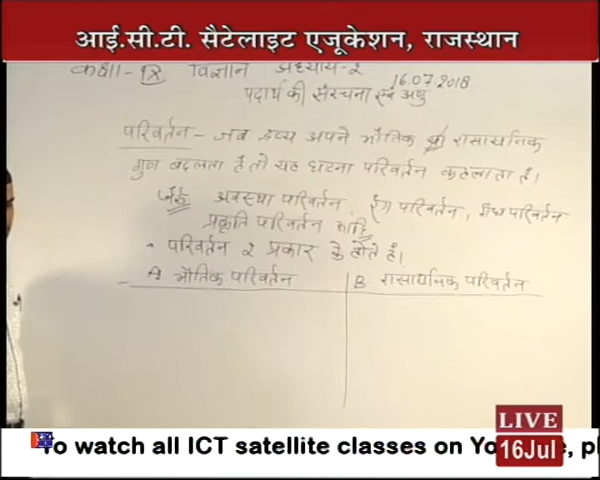 आई.सी.टी. सैटेलाइट एजूकेशन, राजस्थान
कक्षा - IX विज्ञान अध्याय-2
16.07.2018
पदार्थ की संरचना एवं अणु
परिवर्तन - जब द्रव्य अपने भौतिक रासायनिक
गुण बदलता है तो यह घटना परिवर्तन कहलाता है।
जैसे अवस्था परिवर्तन, रंग परिवर्तन, गंध परिवर्तन
प्रकृति परिवर्तन आदि
परिवर्तन 2 प्रकार के होते हैं।
A भौतिक परिवर्तन
B. रासायनिक परिवर्तन
LIVE
16Jul
To watch all ICT satellite classes on